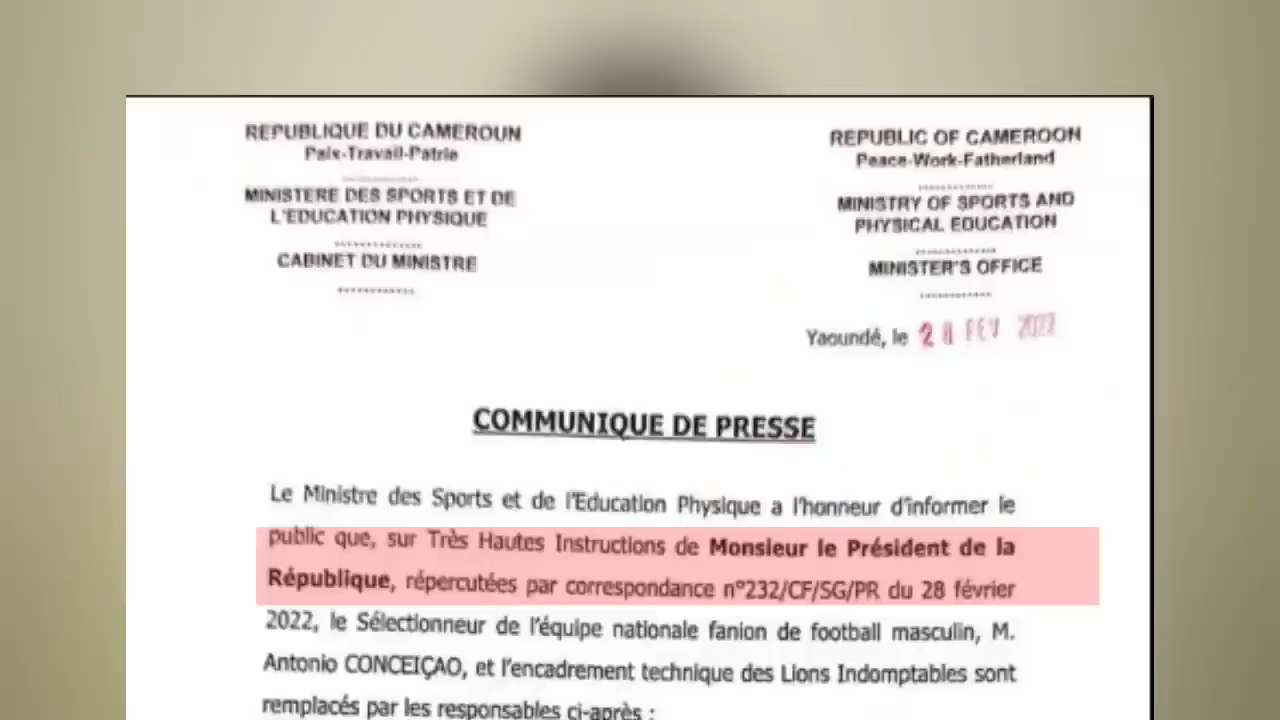 REPUBLIQUE DU CAMEROUN
Paix-Travail-Patrie
MINISTERE DES SPORTS ET DE
L'EDUCATION PHYSIQUE
CABINET DU MINISTRE
REPUBLIC OF CAMEROON
Peace-Work-Fatherland
MINISTRY OF SPORTS AND
PHYSICAL EDUCATION
MINISTER'S OFFICE
Yaoundé, le 28 FEV 2022
COMMUNIQUE DE PRESSE
Le Ministre des Sports et de l'Education Physique a l'honneur d'informer le
public que, sur Très Hautes Instructions de Monsieur le Président de la
République, répercutées par correspondance n°232/CF/SG/PR du 28 février
2022, le Sélectionneur de l'équipe nationale fanion de football masculin, M.
Antonio CONCEIÇAO, et l'encadrement technique des Lions Indomptables sont
remplacés par les responsables ci-après :